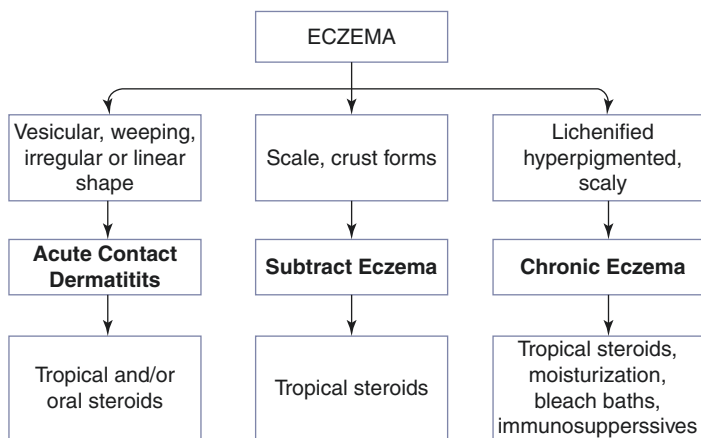 ECZEMA
Vesicular, weeping,
irregular or linear
shape
Scale, crust forms
Lichenified
hyperpigmented,
scaly
Acute Contact
Dermatitits
Subtract Eczema
Chronic Eczema
Tropical and/or
oral steroids
Tropical steroids
Tropical steroids,
moisturization,
bleach baths,
immunosupperssives